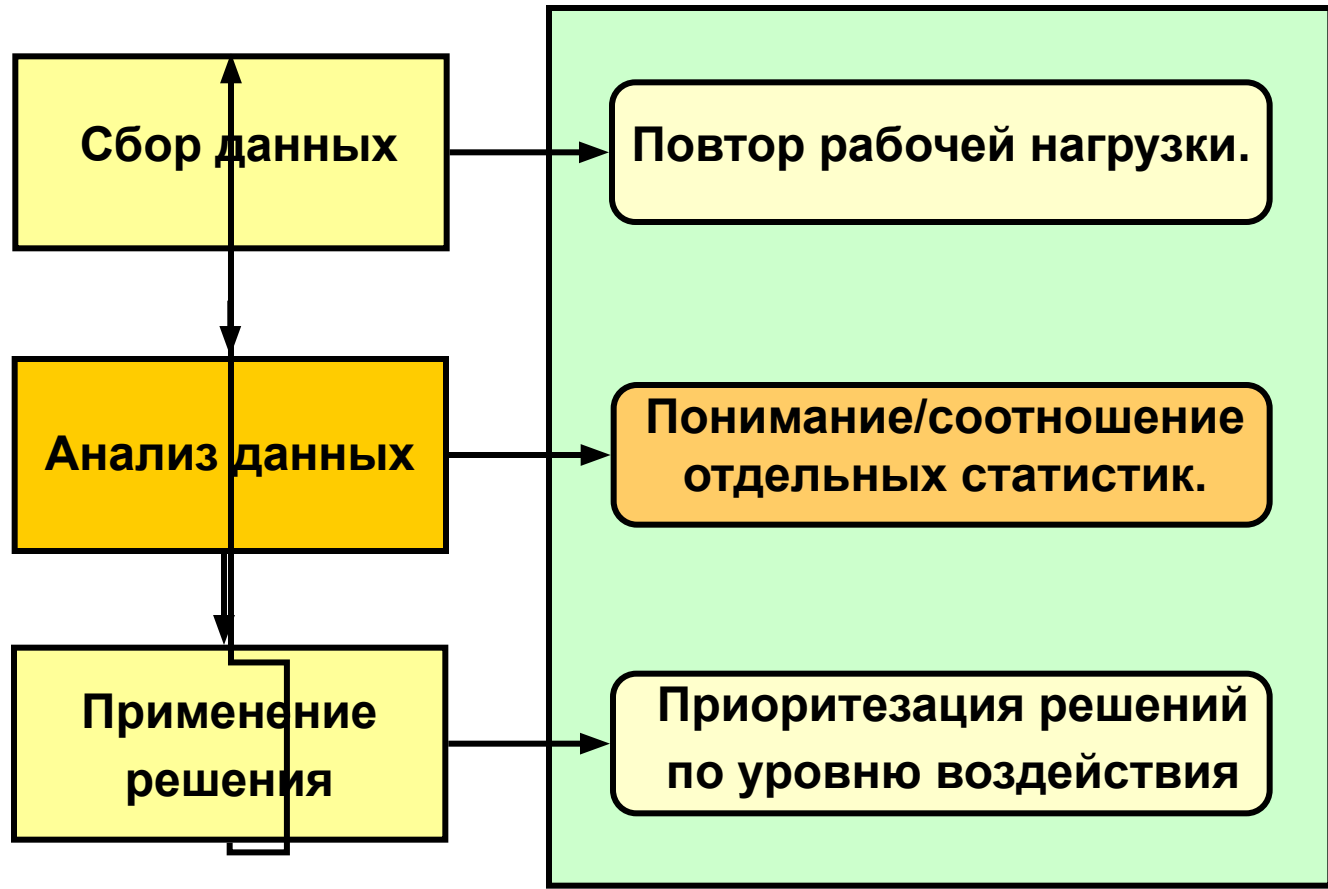 Сбор данных
Повтор рабочей нагрузки.
Анализ данных
Понимание/соотношение
отдельных статистик.
Применение
решения
Приоритезация решений
по уровню воздействия